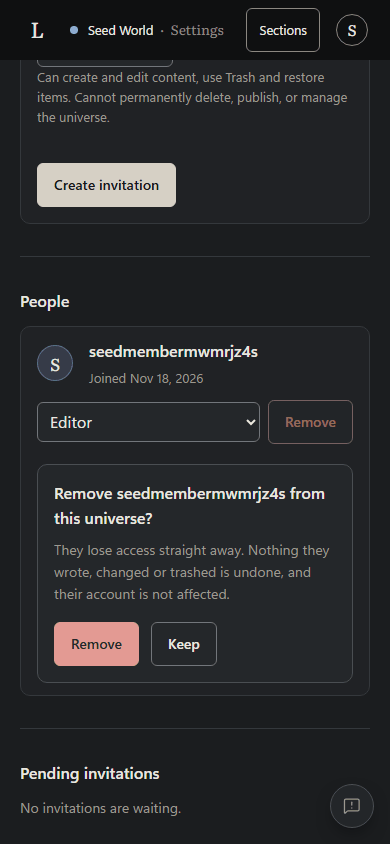 L
Seed World · Settings
Sections
S
Can create and edit content, use Trash and restore
items. Cannot permanently delete, publish, or manage
the universe.
Create invitation
People
S
seedmembermwmrjz4s
Joined Nov 18, 2026
Editor
Remove
Remove seedmembermwmrjz4s from
this universe?
They lose access straight away. Nothing they
wrote, changed or trashed is undone, and
their account is not affected.
Remove
Keep
Pending invitations
No invitations are waiting.